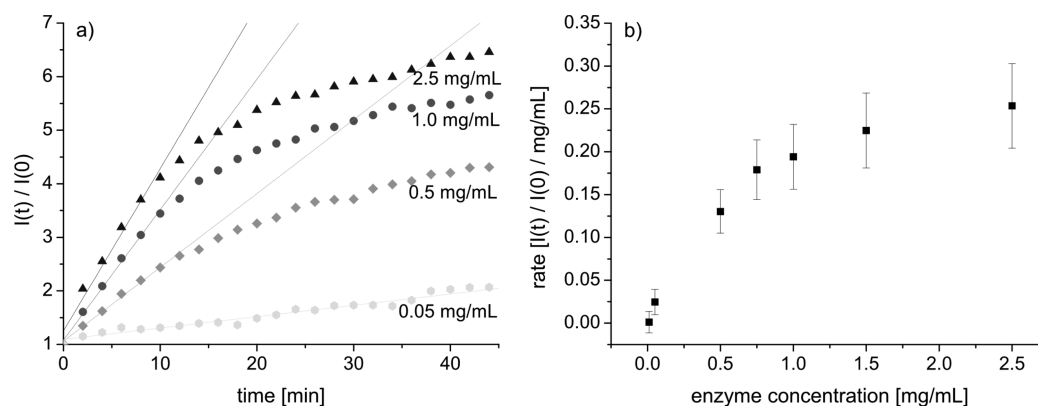 a)
I(t) / I(0)
7
6
5
4
3
2
1
2.5 mg/mL
1.0 mg/mL
0.5 mg/mL
0.05 mg/mL
0 10 20 30 40
time [min]
b)
rate [I(t) / I(0) / mg/mL]
0.35
0.30
0.25
0.20
0.15
0.10
0.05
0.00
0.0 0.5 1.0 1.5 2.0 2.5
enzyme concentration [mg/mL]